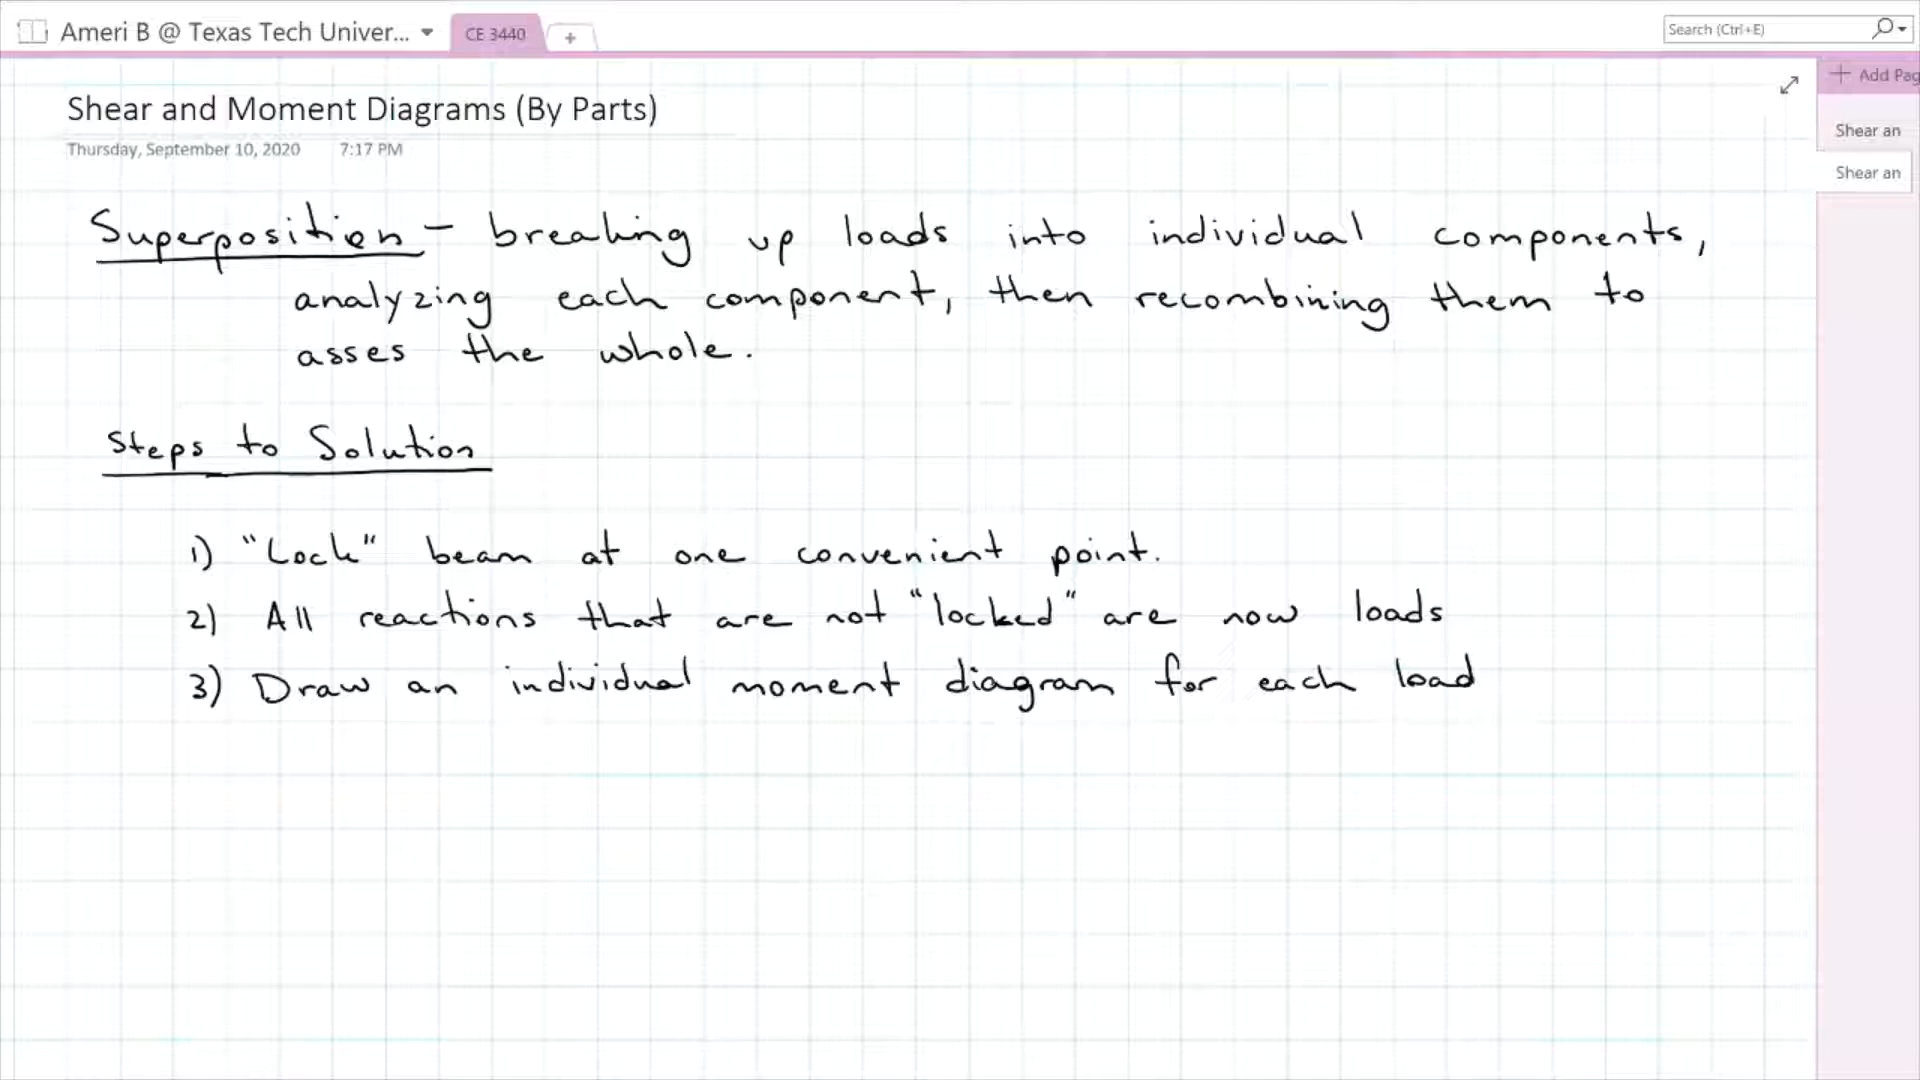 Ameri B @ Texas Tech Univer...
CE 3440
+
Search (Ctrl+E)
+ Add Pag
Shear an
Shear an
Shear and Moment Diagrams (By Parts)
Thursday, September 10, 2020 7:17 PM
Superposition - breaking up loads into individual components,
analyzing each component, then recombining them to
asses the whole.
Steps to Solution
1) "Lock" beam at one convenient point.
2) All reactions that are not "locked" are now loads
3) Draw an individual moment diagram for each load